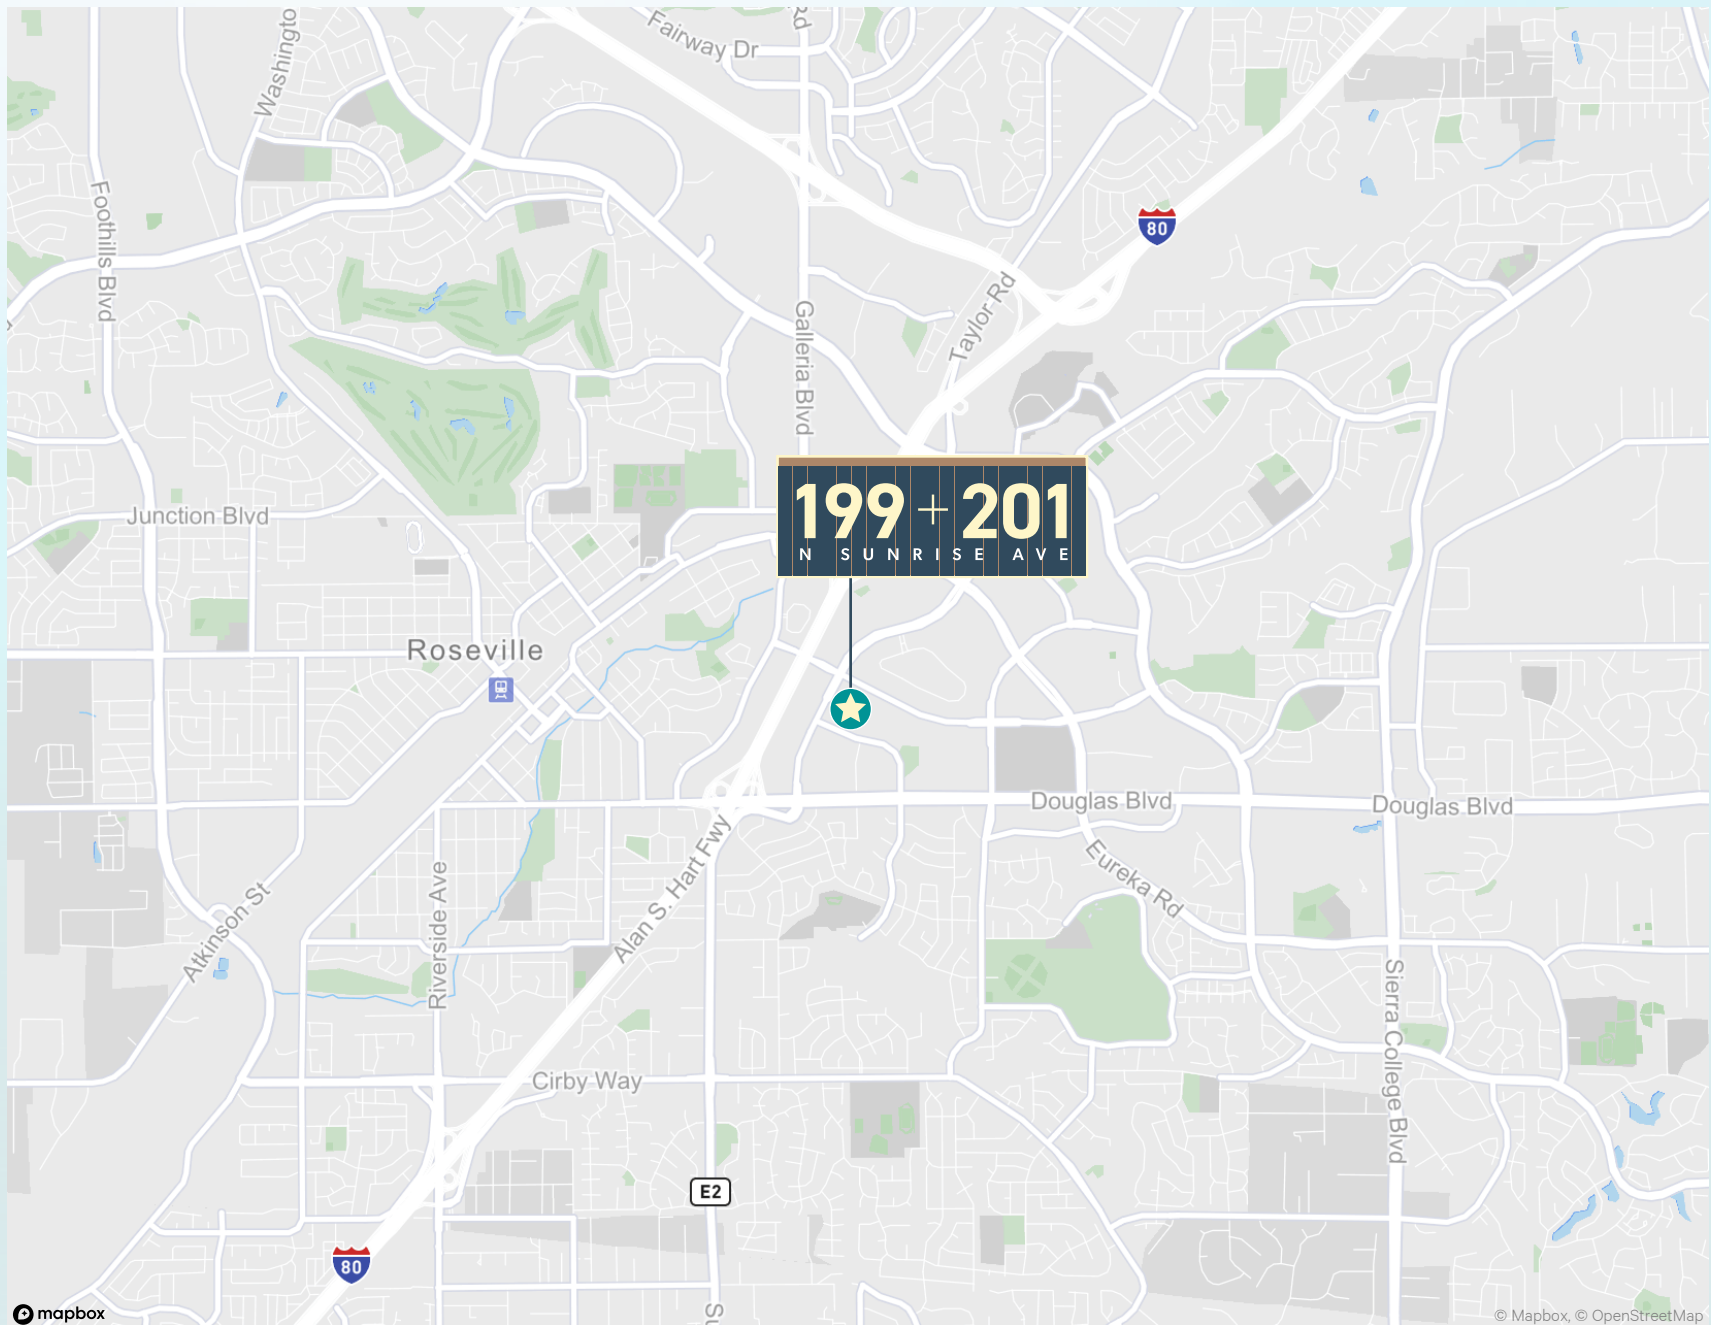 Washingto
Fairway Dr
Rd
80
Foothills Blvd
Taylor Rd
Galleria Blvd
199 + 201
N SUNRISE AVE
Junction Blvd
Roseville
Douglas Blvd
Douglas Blvd
Alan S. Hart Fwy
Eureka Rd
Riverside Ave
Atkinson St
Sierra College Blvd
Cirby Way
E2
80
Su
mapbox
© Mapbox, © OpenStreetMap